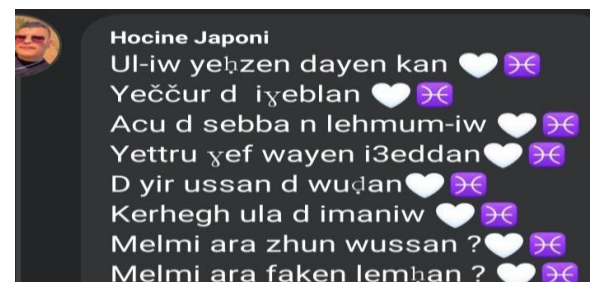 Hocine Japoni
Ul-iw yeḥzen dayen kan 🤍 ♓
Yeččur d iɣeblan 🤍 ♓
Acu d sebba n lehmum-iw 🤍 ♓
Yettru ɣef wayen i3eddan🤍 ♓
D yir ussan d wuḍan🤍 ♓
Kerhegh ula d imaniw 🤍 ♓
Melmi ara zhun wussan ?🤍 ♓
Melmi ara faken lemḥan ? 🤍 ♓